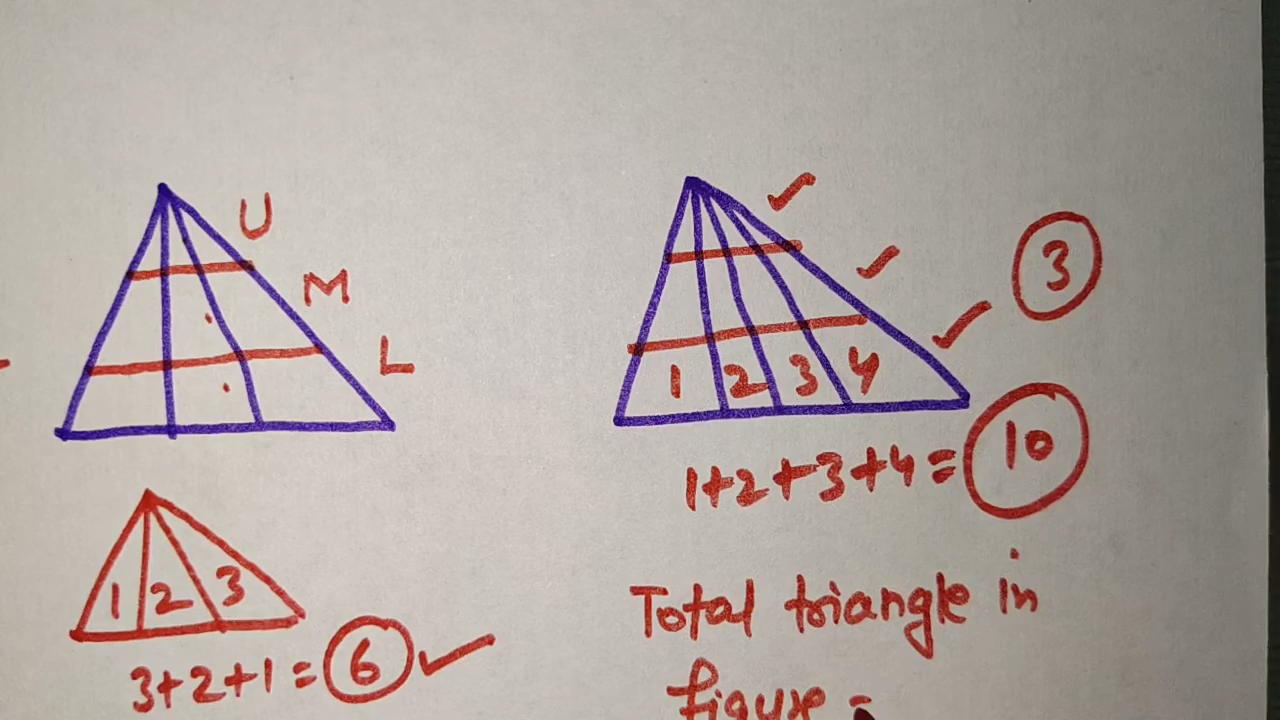 U
M
L
1 2 3
3+2+1=6
3
1 2 3 4
1+2+3+4=10
Total triangle in
figure =